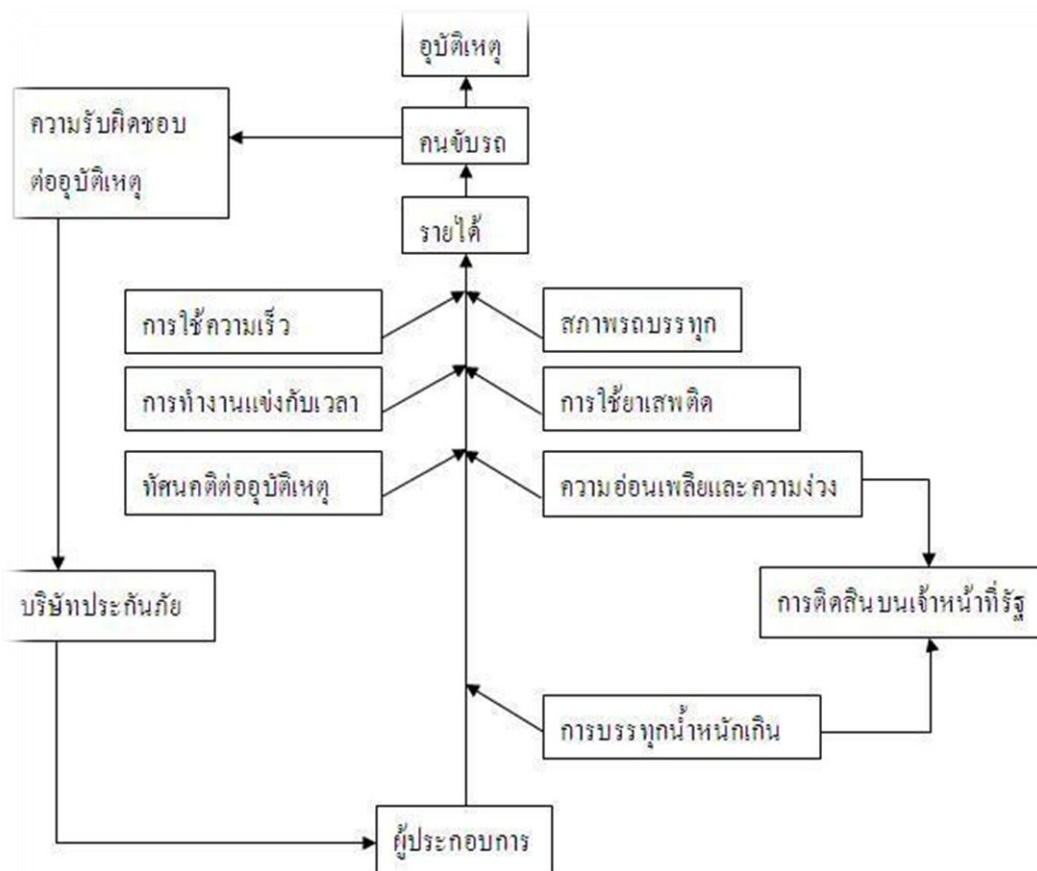 อุบัติเหตุ
ความรับผิดชอบ
ต่ออุบัติเหตุ
คนขับรถ
รายได้
การใช้ความเร็ว
สภาพรถบรรทุก
การทำงานแข่งกับเวลา
การใช้ยาเสพติด
ทัศนคติต่ออุบัติเหตุ
ความอ่อนเพลียและความง่วง
บริษัทประกันภัย
การติดสินบนเจ้าหน้าที่รัฐ
การบรรทุกน้ำหนักเกิน
ผู้ประกอบการ